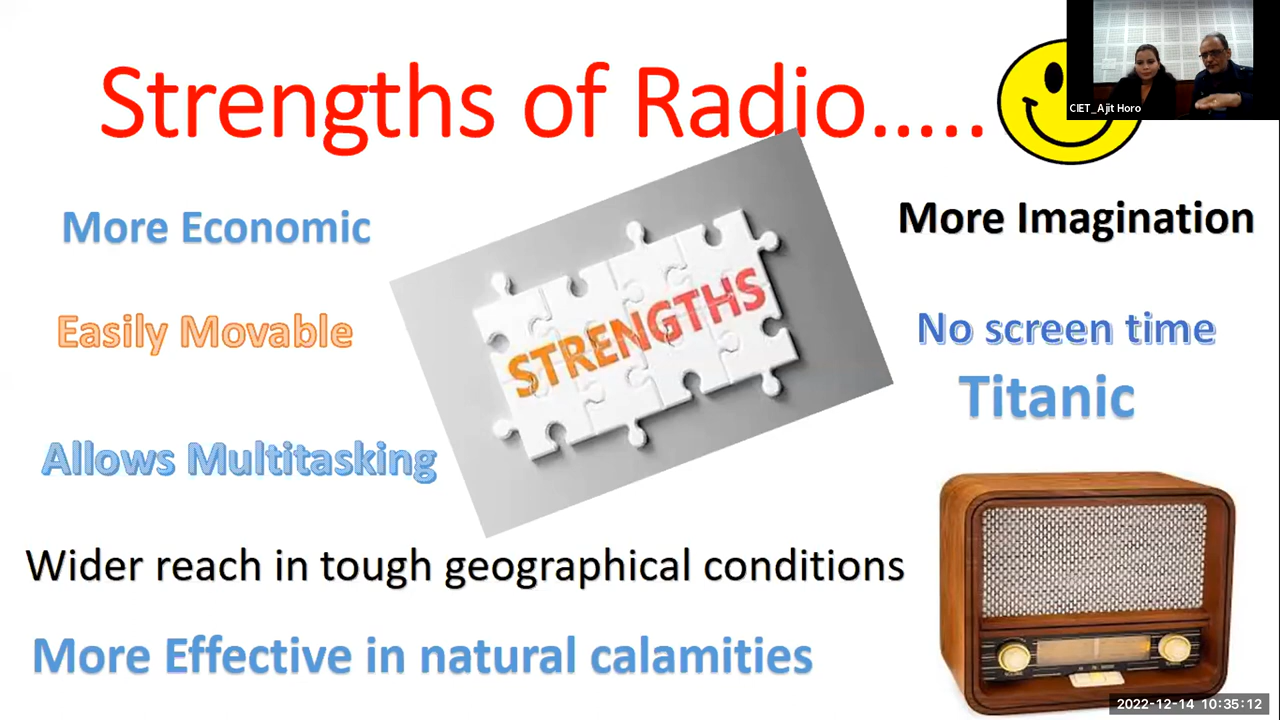 Strengths of Radio.....
CIET_Ajit Horo
More Economic
More Imagination
STRENGTHS
Easily Movable
No screen time
Titanic
Allows Multitasking
Wider reach in tough geographical conditions
More Effective in natural calamities
2022-12-14 10:35:12